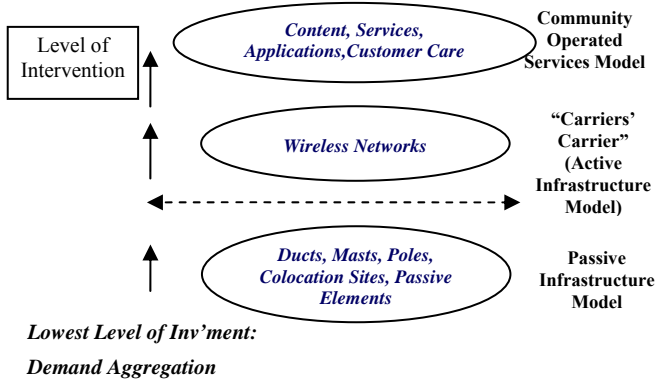 Level of
Intervention
Content, Services,
Applications,Customer Care
Community
Operated
Services Model
Wireless Networks
“Carriers’
Carrier”
(Active
Infrastructure
Model)
Ducts, Masts, Poles,
Colocation Sites, Passive
Elements
Passive
Infrastructure
Model
Lowest Level of Inv'ment:
Demand Aggregation